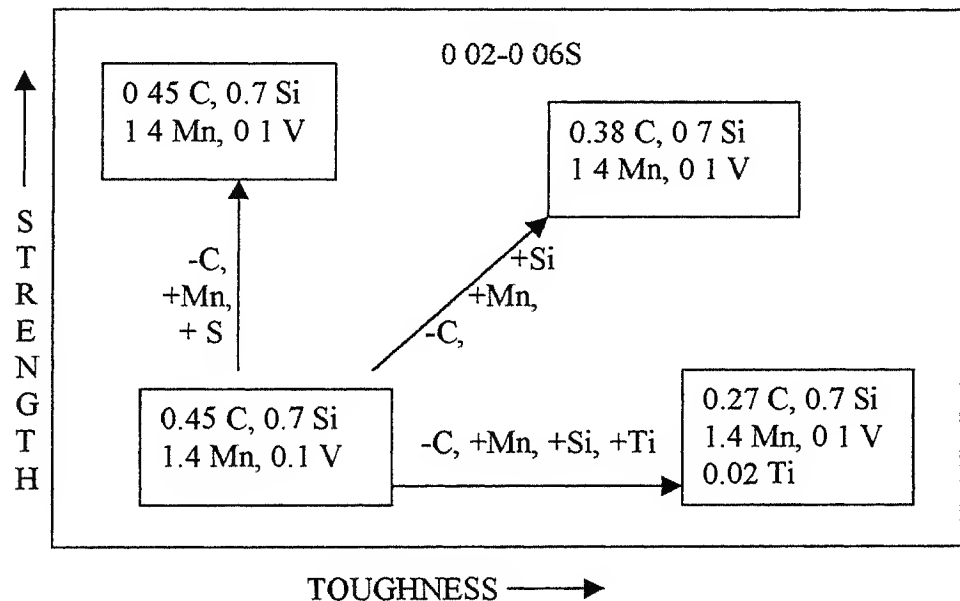 0 02-0 06S
0 45 C, 0.7 Si
1 4 Mn, 0 1 V
0.38 C, 0 7 Si
1 4 Mn, 0 1 V
STRENGTH
-C,
+Mn,
+ S
+Si
+Mn,
-C,
0.45 C, 0.7 Si
1.4 Mn, 0.1 V
-C, +Mn, +Si, +Ti
0.27 C, 0.7 Si
1.4 Mn, 0 1 V
0.02 Ti
TOUGHNESS